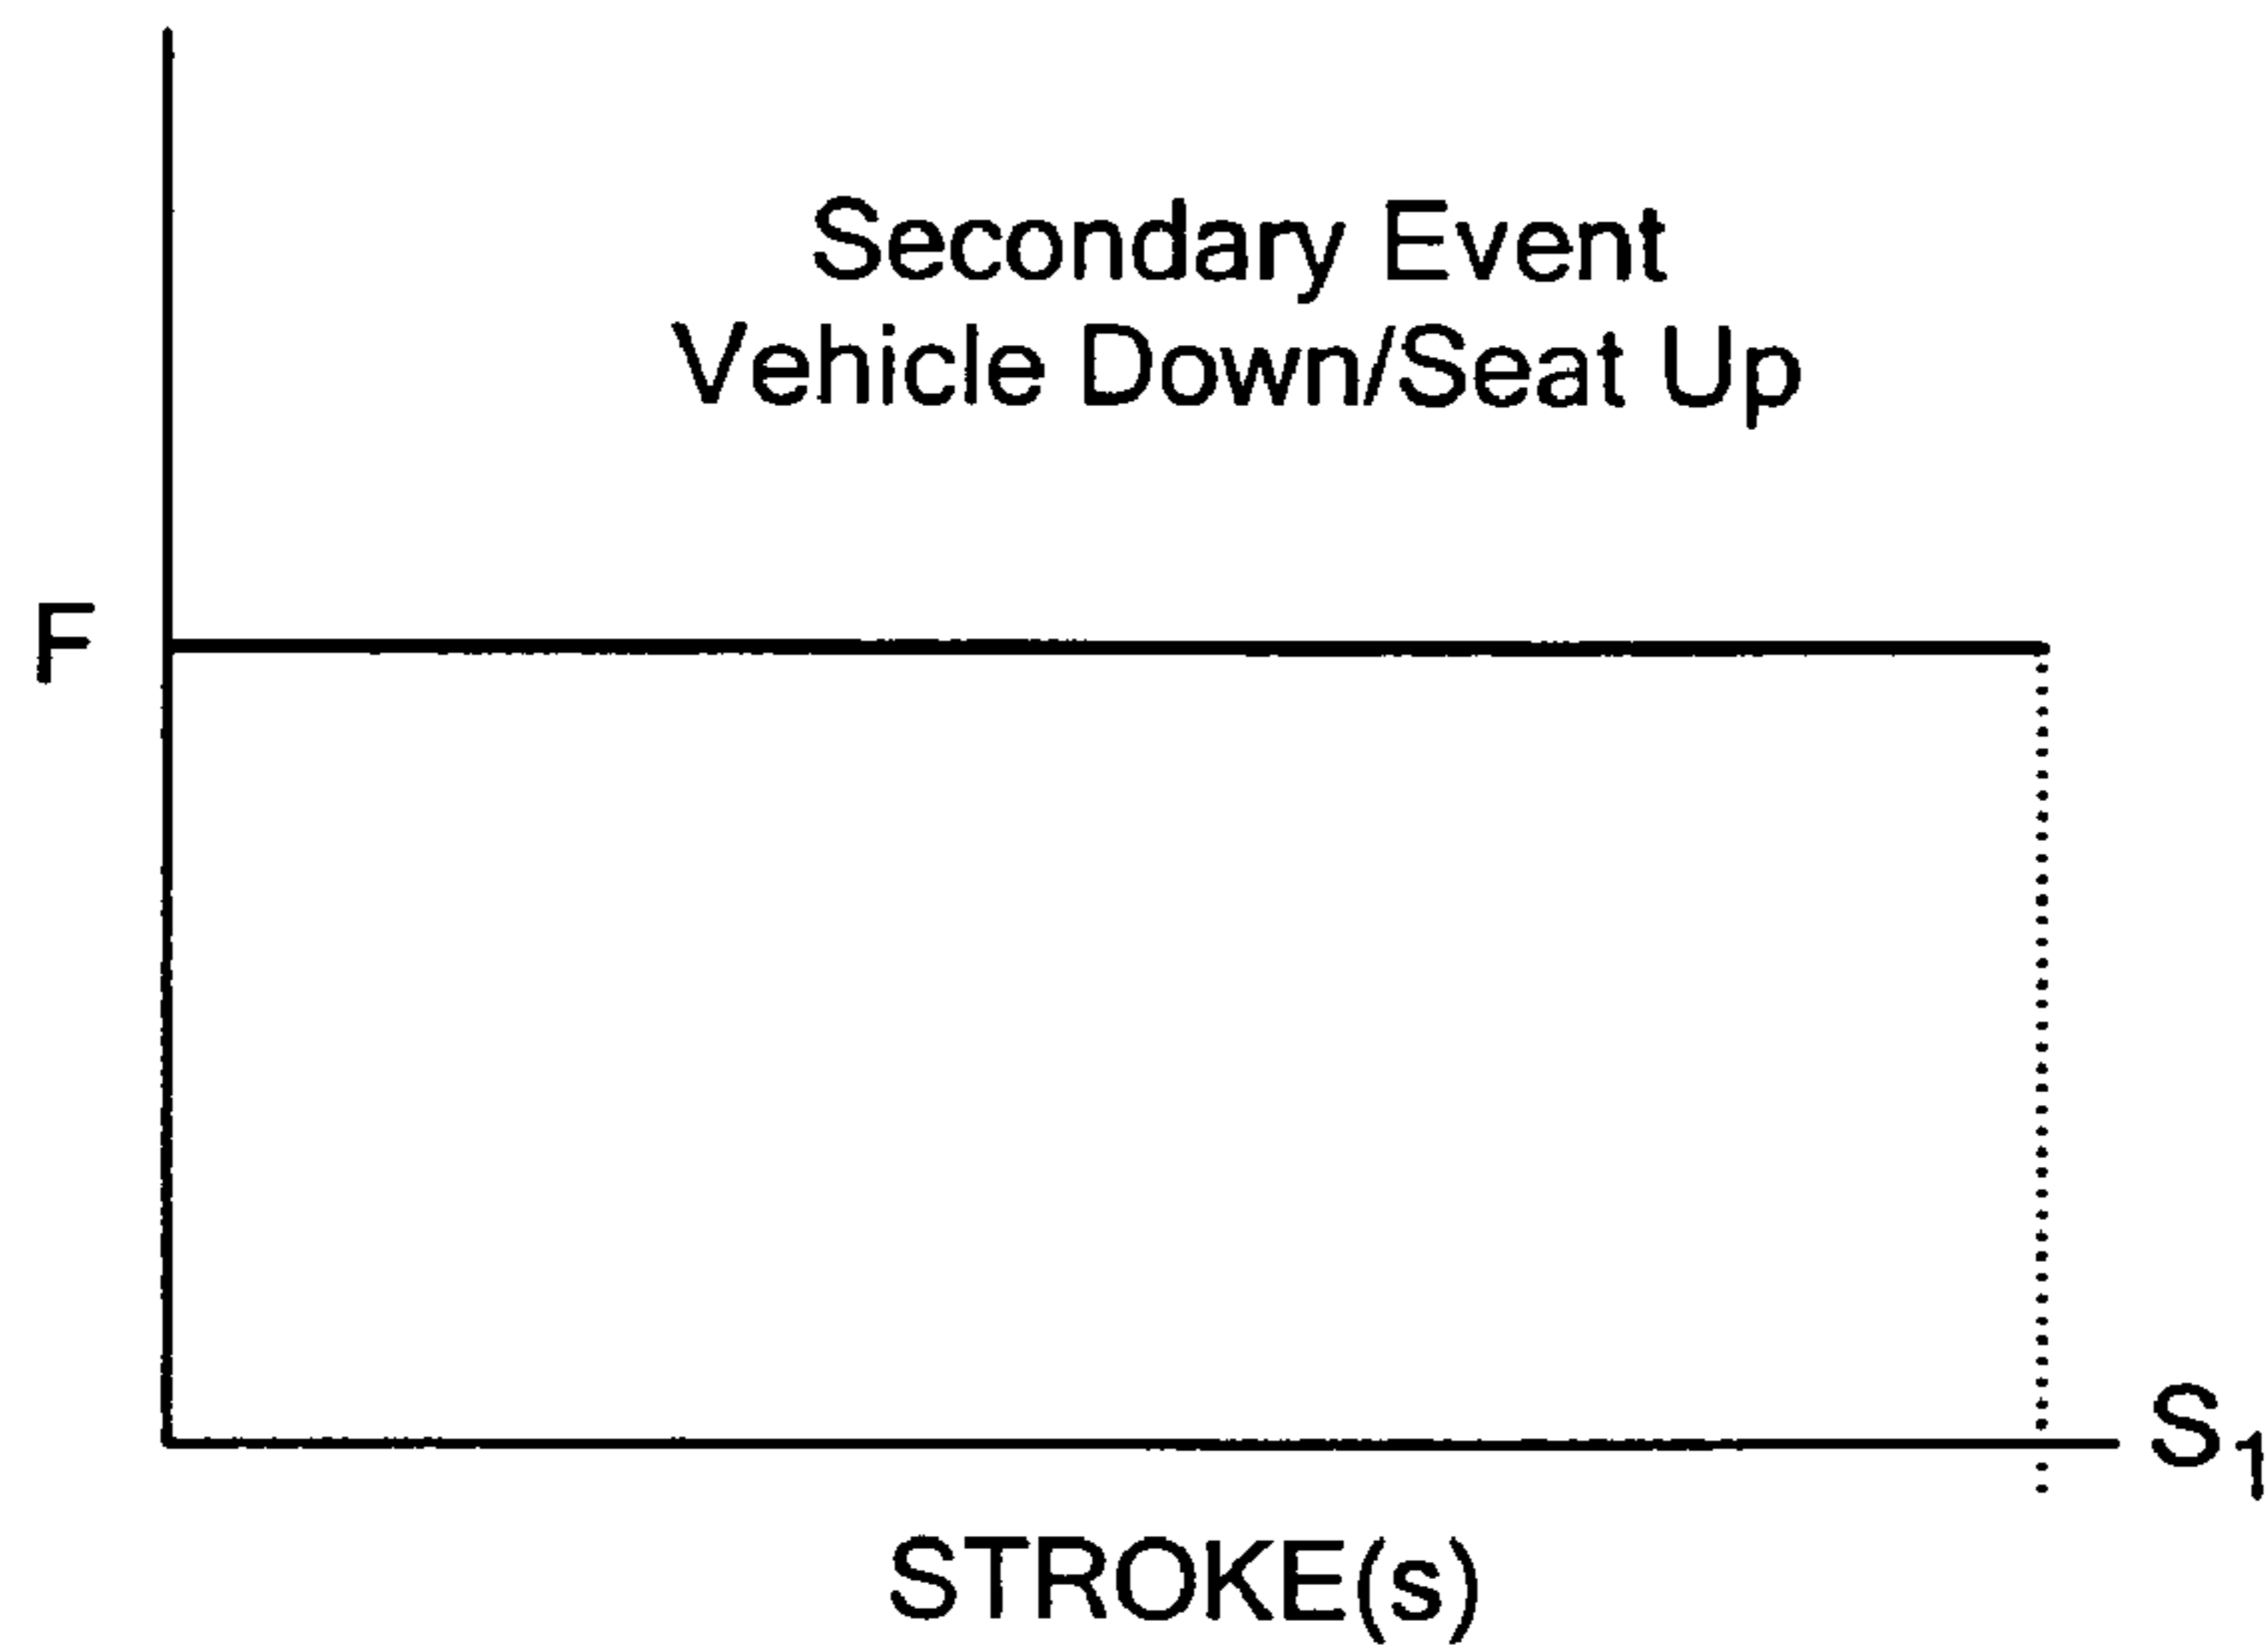 Secondary Event
Vehicle Down/Seat Up
F
S₁
STROKE(s)